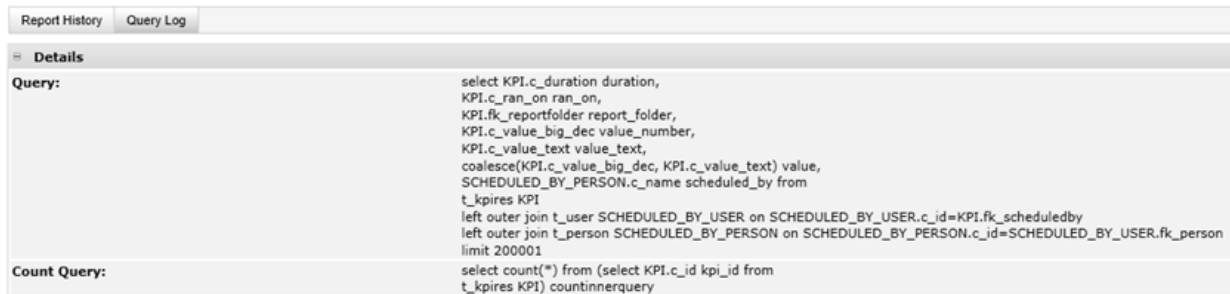 Report History Query Log
Details
Query: select KPI.c_duration duration,
KPI.c_ran_on ran_on,
KPI.fk_reportfolder report_folder,
KPI.c_value_big_dec value_number,
KPI.c_value_text value_text,
coalesce(KPI.c_value_big_dec, KPI.c_value_text) value,
SCHEDULED_BY_PERSON.c_name scheduled_by from
t_kpires KPI
left outer join t_user SCHEDULED_BY_USER on SCHEDULED_BY_USER.c_id=KPI.fk_scheduledby
left outer join t_person SCHEDULED_BY_PERSON on SCHEDULED_BY_PERSON.c_id=SCHEDULED_BY_USER.fk_person
limit 200001
Count Query: select count(*) from (select KPI.c_id kpi_id from
t_kpires KPI) countinnerquery